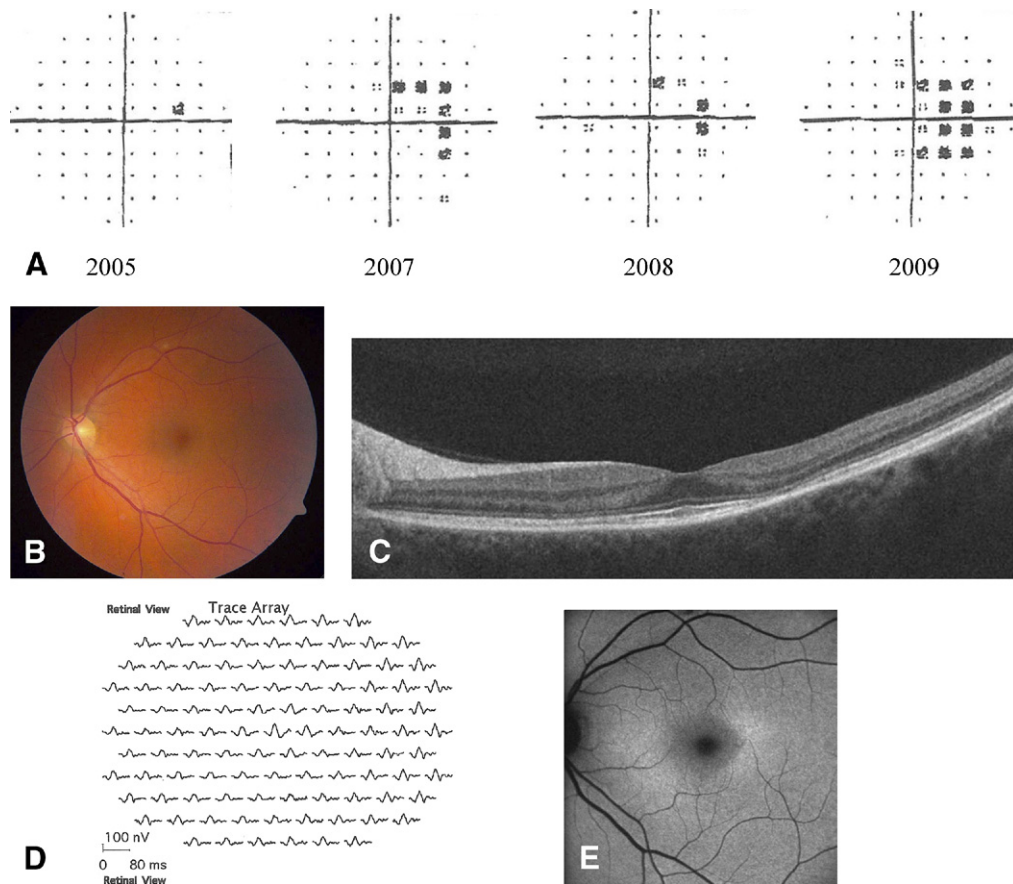 A 2005 2007 2008 2009
B
C
Retinal View Trace Array
100 nV
D 0 80 ms
Retinal View
E